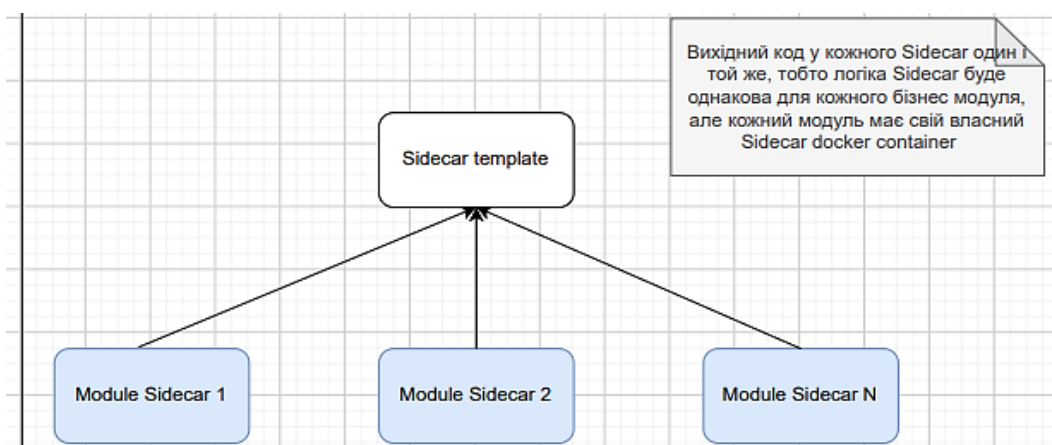 Вихідний код у кожного Sidecar один і
той же, тобто логіка Sidecar буде
однакова для кожного бізнес модуля,
але кожний модуль має свій власний
Sidecar docker container
Sidecar template
Module Sidecar 1
Module Sidecar 2
Module Sidecar N